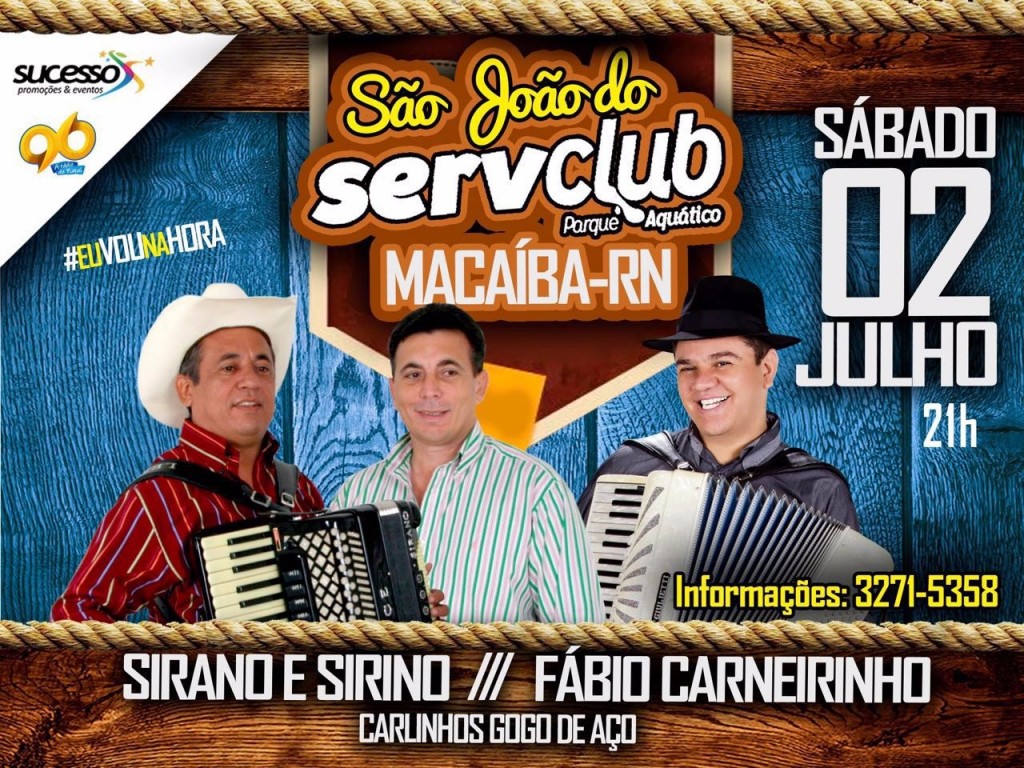 sucesso
promoções & eventos
96
#EUVOUNAHORA
São João do
servclub
Parque Aquático
MACAÍBA-RN
SÁBADO
02
JULHO
21h
Informações: 3271-5358
SIRANO E SIRINO /// FÁBIO CARNEIRINHO
CARLINHOS GOGO DE AÇO